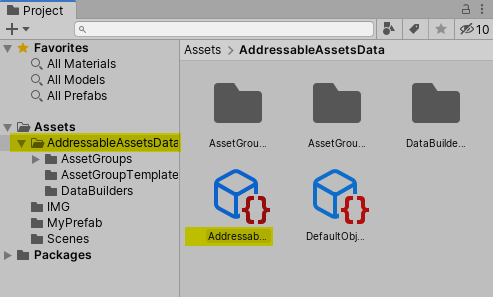 Project
10
Favorites
All Materials
All Models
All Prefabs
Assets
AddressableAssetsData
AssetGroups
AssetGroupTemplate
DataBuilders
IMG
MyPrefab
Scenes
Packages
Assets > AddressableAssetsData
AssetGrou...
AssetGrou...
DataBuilde...
Addressab...
DefaultObj...